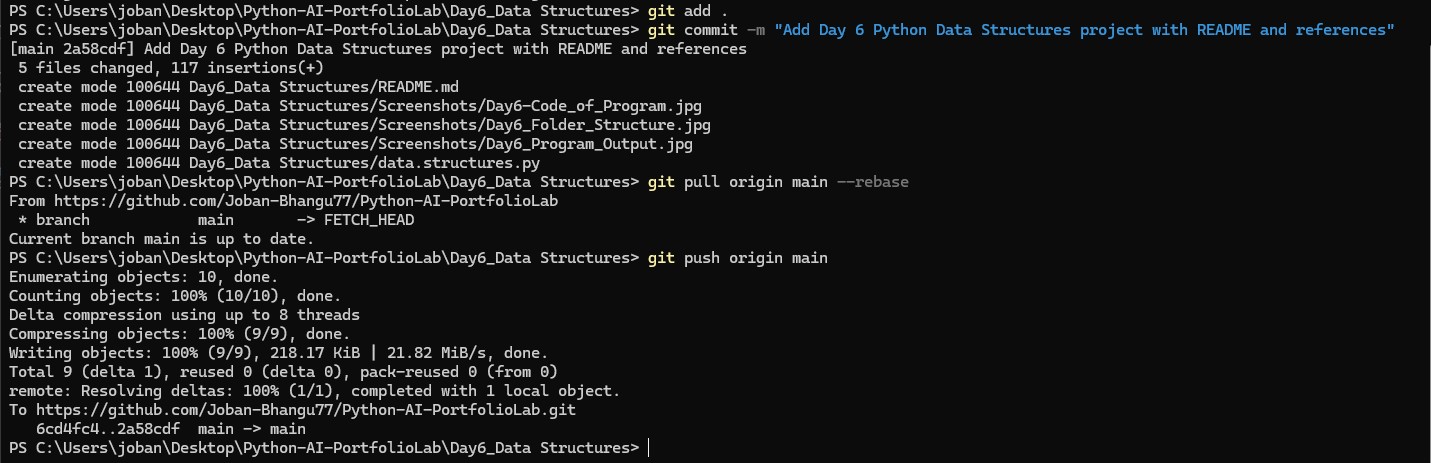 PS C:\Users\joban\Desktop\Python-AI-PortfolioLab\Day6_Data Structures> git add .
PS C:\Users\joban\Desktop\Python-AI-PortfolioLab\Day6_Data Structures> git commit -m "Add Day 6 Python Data Structures project with README and references"
[main 2a58cdf] Add Day 6 Python Data Structures project with README and references
 5 files changed, 117 insertions(+)
 create mode 100644 Day6_Data Structures/README.md
 create mode 100644 Day6_Data Structures/Screenshots/Day6-Code_of_Program.jpg
 create mode 100644 Day6_Data Structures/Screenshots/Day6_Folder_Structure.jpg
 create mode 100644 Day6_Data Structures/Screenshots/Day6_Program_Output.jpg
 create mode 100644 Day6_Data Structures/data.structures.py
PS C:\Users\joban\Desktop\Python-AI-PortfolioLab\Day6_Data Structures> git pull origin main --rebase
From https://github.com/Joban-Bhangu77/Python-AI-PortfolioLab
 * branch            main       -> FETCH_HEAD
Current branch main is up to date.
PS C:\Users\joban\Desktop\Python-AI-PortfolioLab\Day6_Data Structures> git push origin main
Enumerating objects: 10, done.
Counting objects: 100% (10/10), done.
Delta compression using up to 8 threads
Compressing objects: 100% (9/9), done.
Writing objects: 100% (9/9), 218.17 KiB | 21.82 MiB/s, done.
Total 9 (delta 1), reused 0 (delta 0), pack-reused 0 (from 0)
remote: Resolving deltas: 100% (1/1), completed with 1 local object.
To https://github.com/Joban-Bhangu77/Python-AI-PortfolioLab.git
   6cd4fc4..2a58cdf  main -> main
PS C:\Users\joban\Desktop\Python-AI-PortfolioLab\Day6_Data Structures>